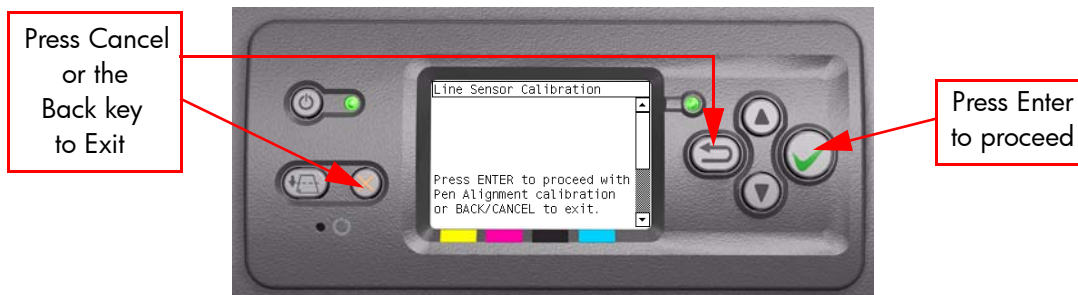 Press Cancel
or the
Back key
to Exit
Line Sensor Calibration
Press ENTER to proceed with
Pen Alignment calibration
or BACK/CANCEL to exit.
Press Enter
to proceed